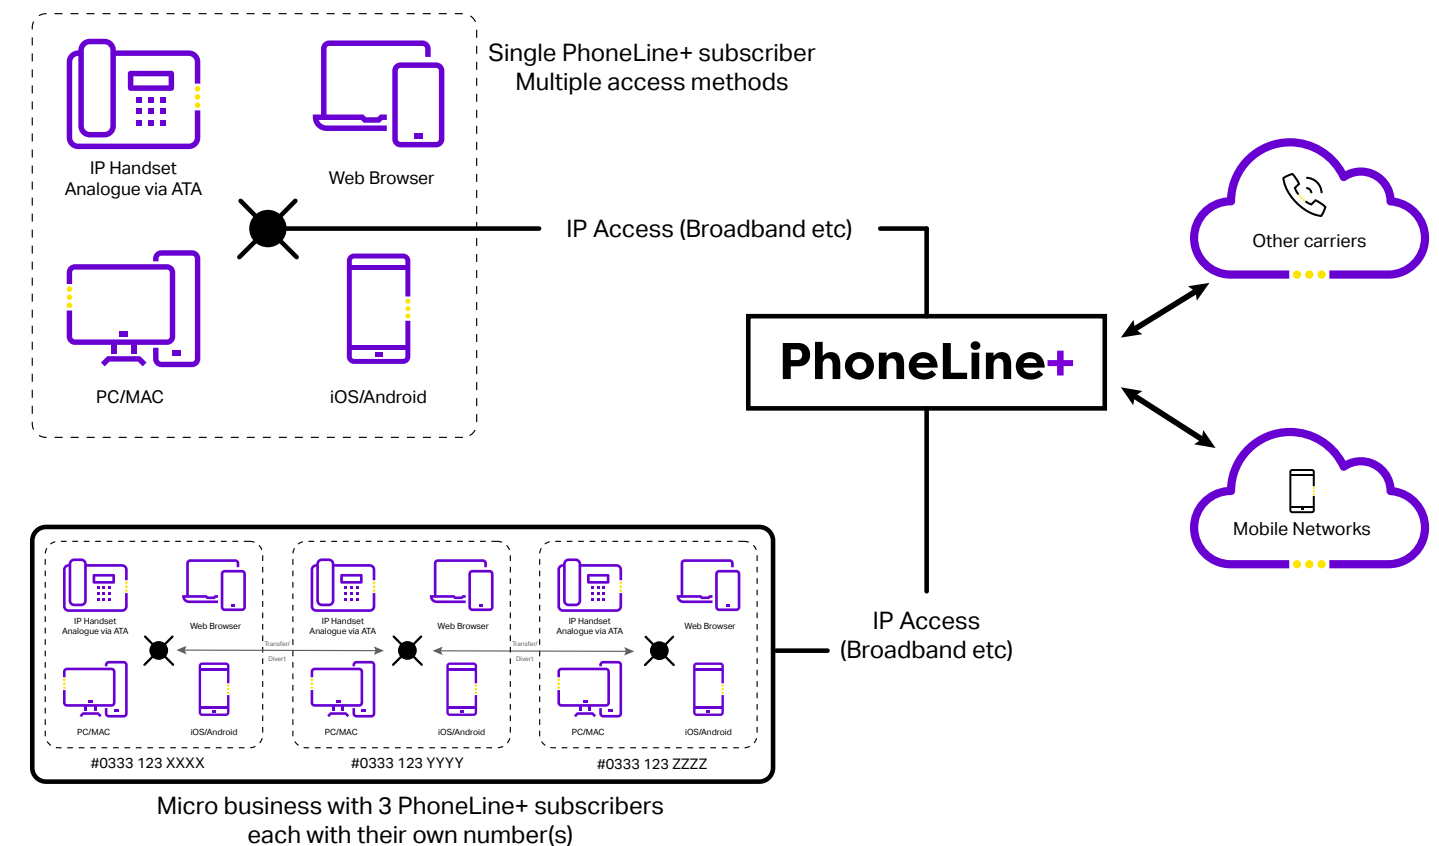 Single PhoneLine+ subscriber
Multiple access methods
IP Handset
Analogue via ATA
Web Browser
PC/MAC
iOS/Android
IP Access (Broadband etc)
Other carriers
PhoneLine+
Mobile Networks
IP Handset
Analogue via ATA
Web Browser
PC/MAC
iOS/Android
#0333 123 XXXX
Transfer/
Divert
IP Handset
Analogue via ATA
Web Browser
PC/MAC
iOS/Android
#0333 123 YYYY
Transfer/
Divert
IP Handset
Analogue via ATA
Web Browser
PC/MAC
iOS/Android
#0333 123 ZZZZ
IP Access
(Broadband etc)
Micro business with 3 PhoneLine+ subscribers
each with their own number(s)